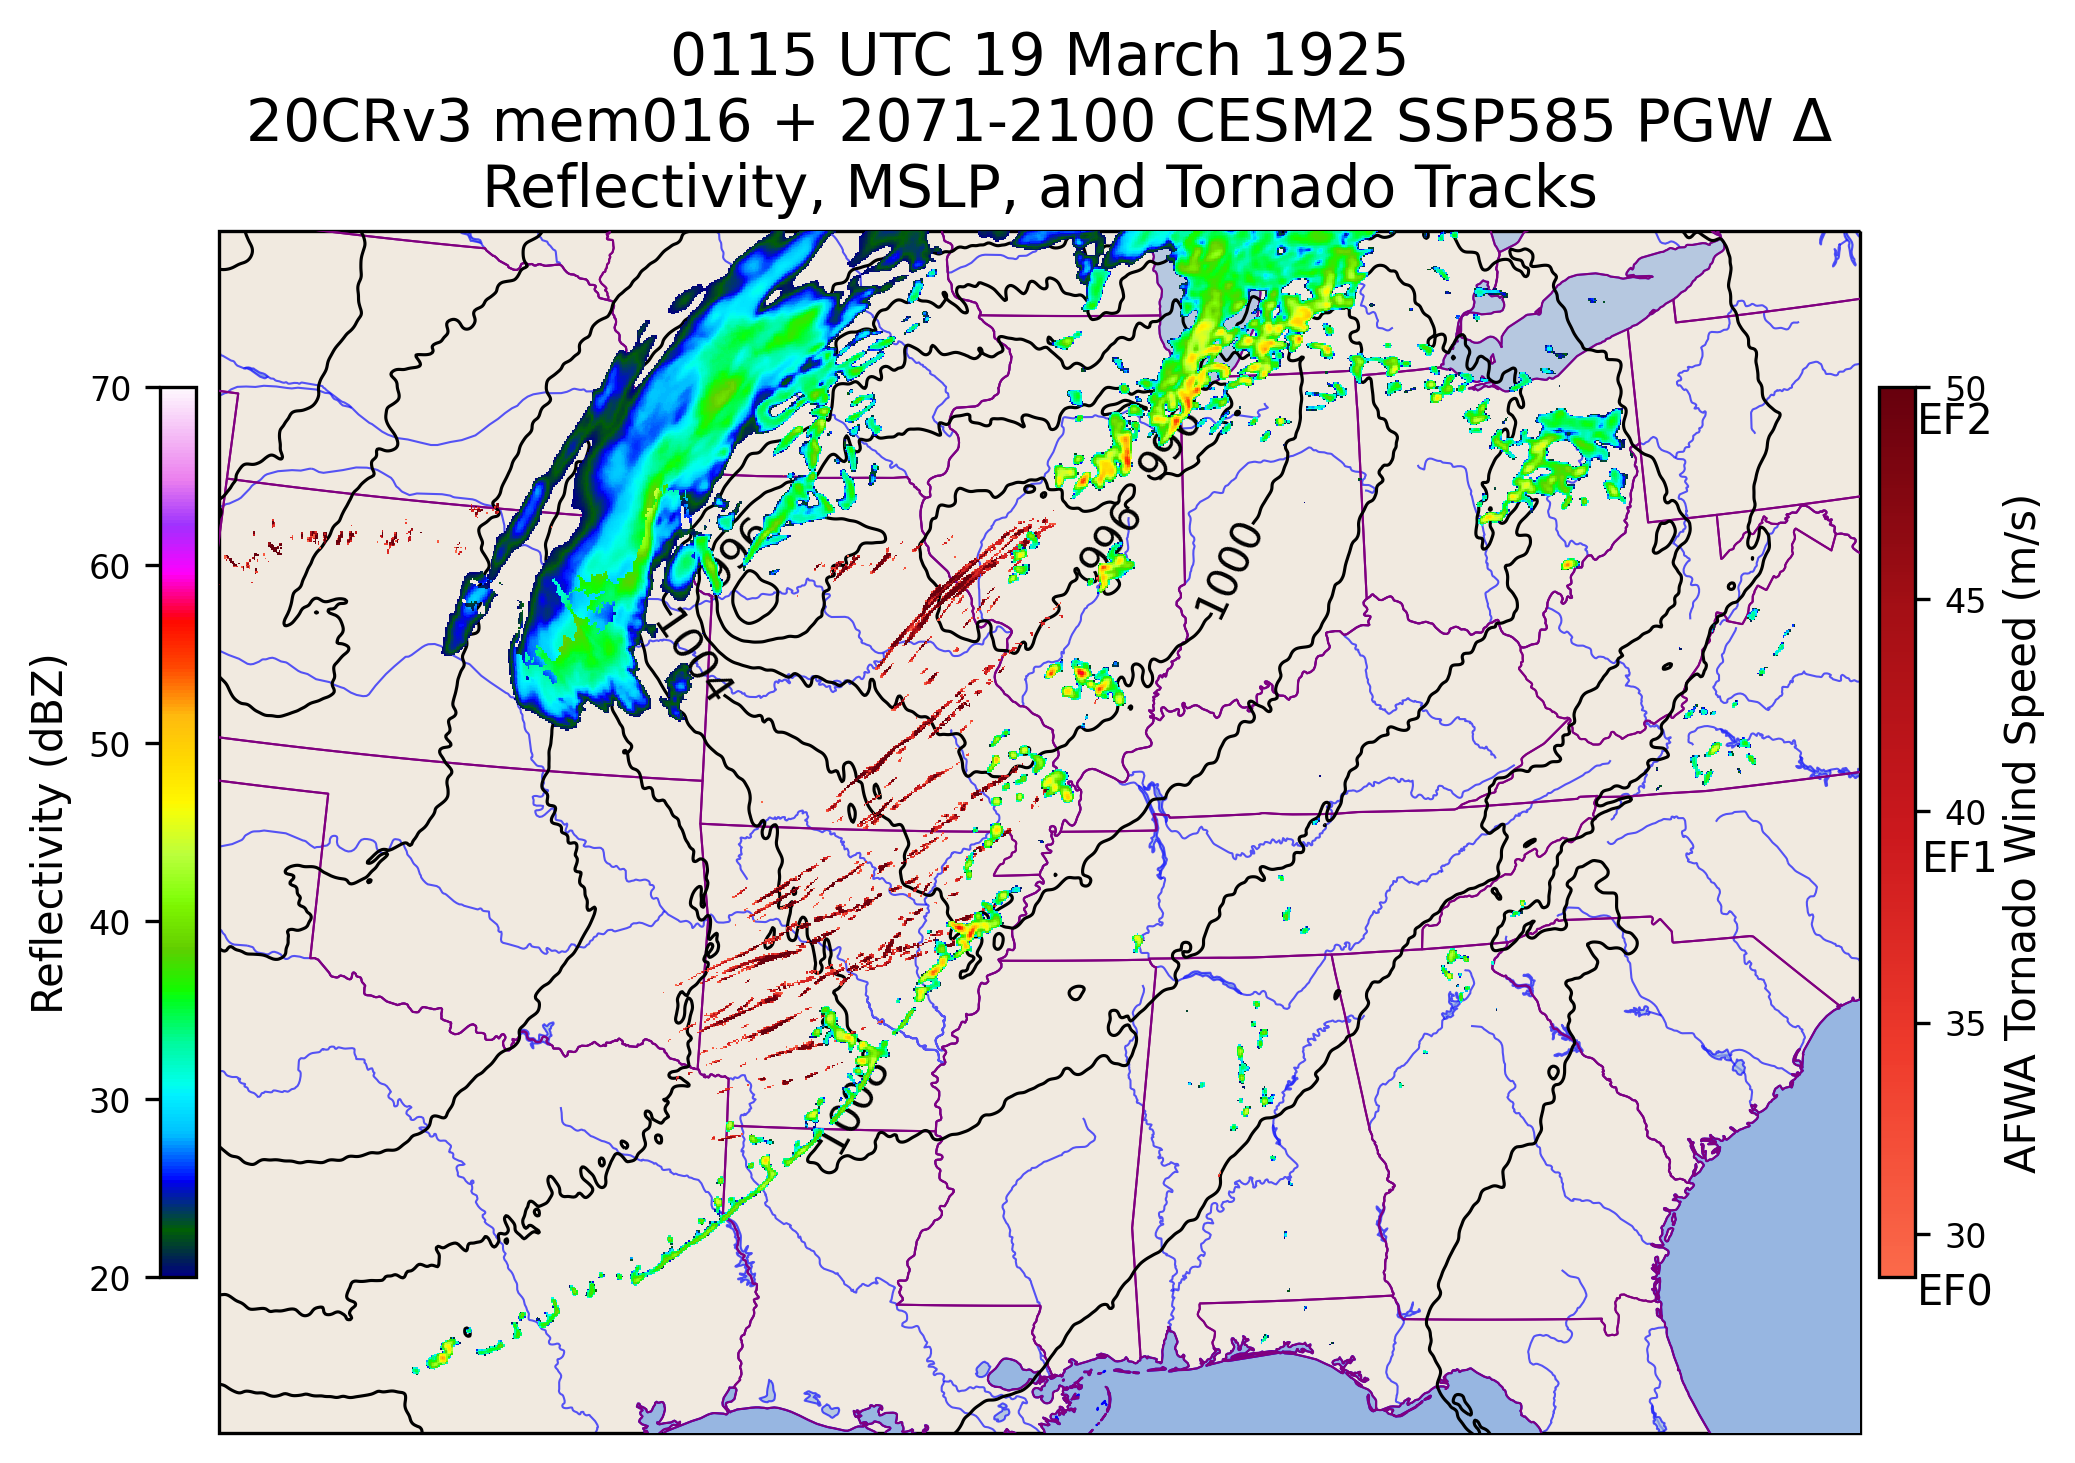 0115 UTC 19 March 1925
20CRv3 mem016 + 2071-2100 CESM2 SSP585 PGW Δ
Reflectivity, MSLP, and Tornado Tracks
70
60
50
40
30
20
Reflectivity (dBZ)
996
1004
996
996
1000
1008
50
EF2
45
40
EF1
35
30
EF0
AFWA Tornado Wind Speed (m/s)